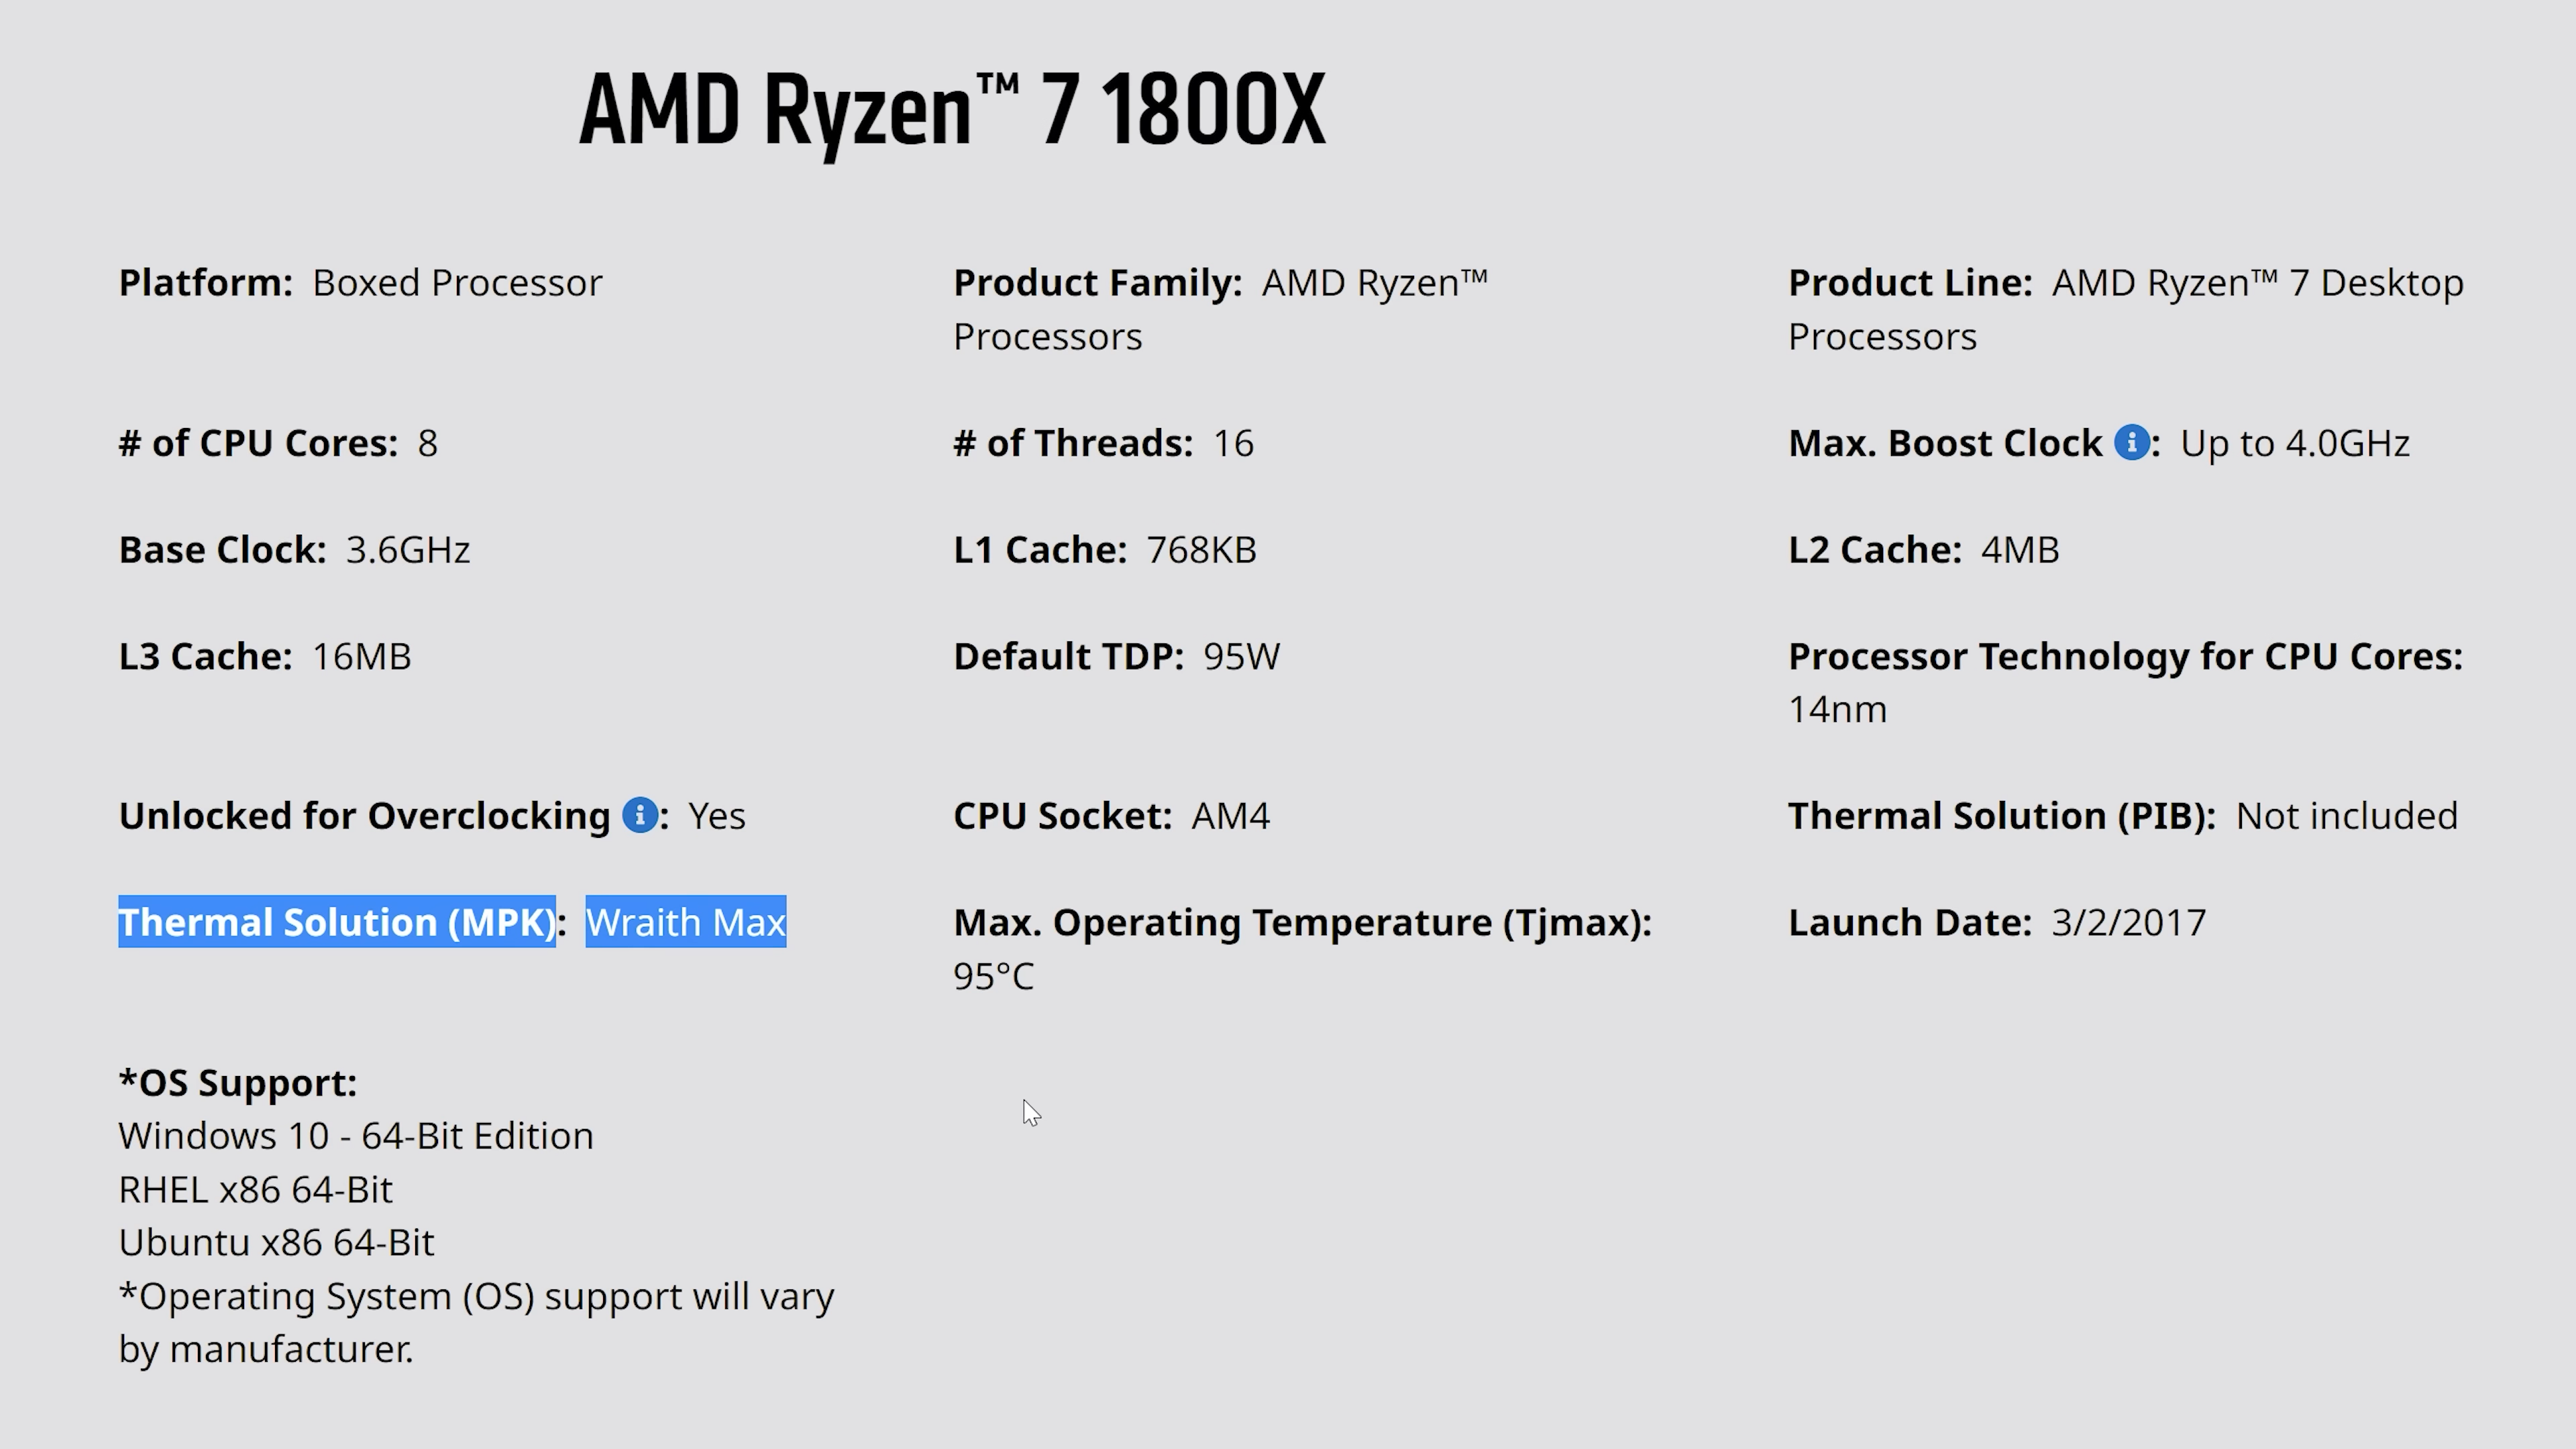 AMD Ryzen™ 7 1800X
Platform: Boxed Processor
Product Family: AMD Ryzen™
Processors
Product Line: AMD Ryzen™ 7 Desktop
Processors
# of CPU Cores: 8
# of Threads: 16
Max. Boost Clock i: Up to 4.0GHz
Base Clock: 3.6GHz
L1 Cache: 768KB
L2 Cache: 4MB
L3 Cache: 16MB
Default TDP: 95W
Processor Technology for CPU Cores:
14nm
Unlocked for Overclocking i: Yes
CPU Socket: AM4
Thermal Solution (PIB): Not included
Thermal Solution (MPK): Wraith Max
Max. Operating Temperature (Tjmax):
95°C
Launch Date: 3/2/2017
*OS Support:
Windows 10 - 64-Bit Edition
RHEL x86 64-Bit
Ubuntu x86 64-Bit
*Operating System (OS) support will vary
by manufacturer.